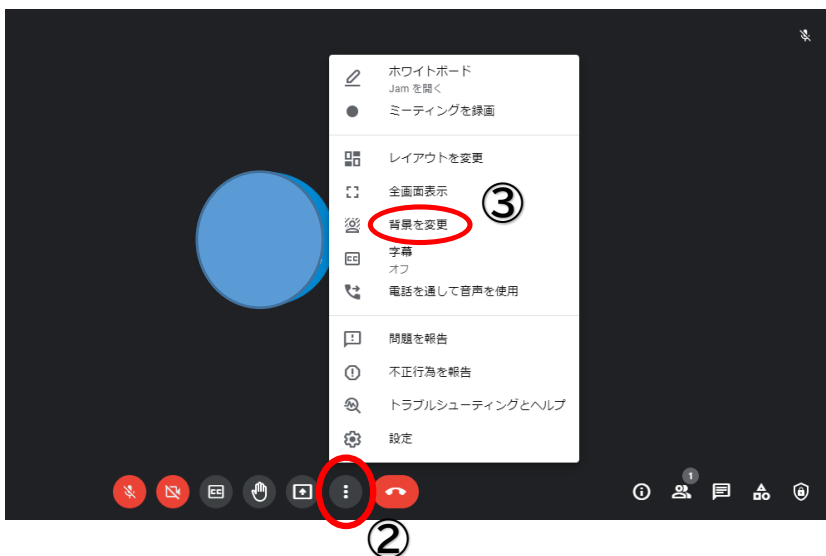 ホワイトボード
Jam を開く
ミーティングを録画
レイアウトを変更
全画面表示
③
背景を変更
字幕
オフ
電話を通して音声を使用
問題を報告
不正行為を報告
トラブルシューティングとヘルプ
設定
1
②